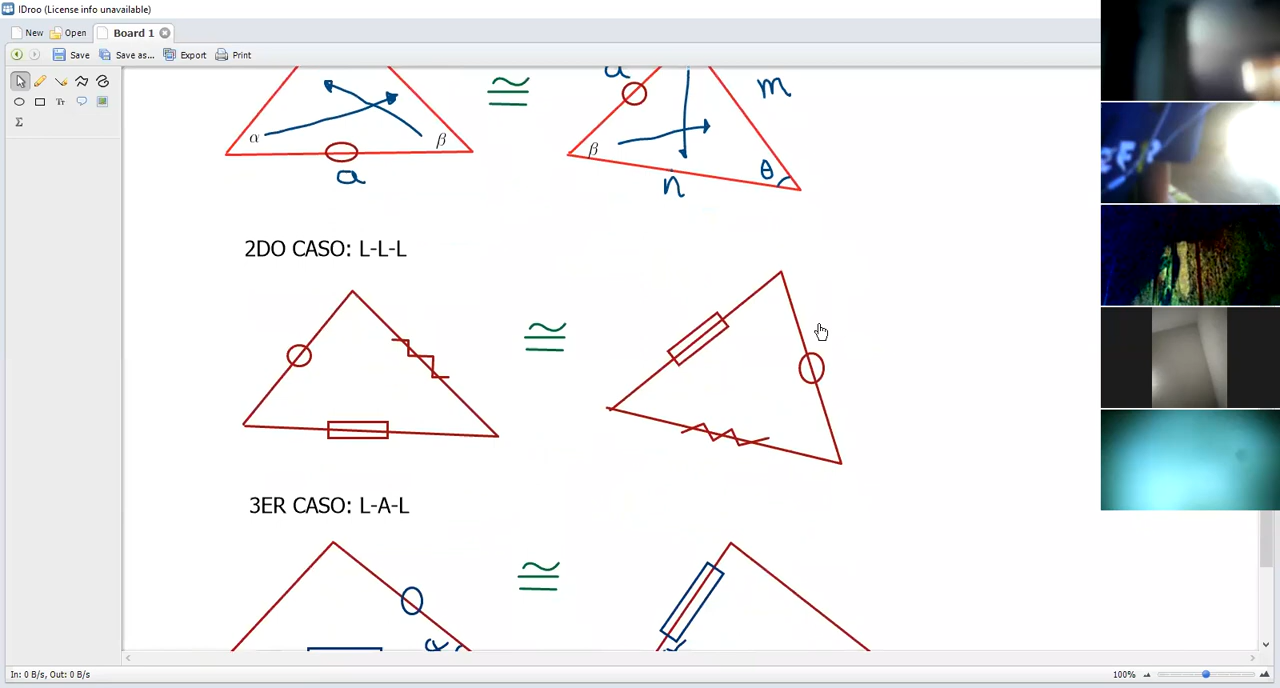 IDroo (License info unavailable)
New Open Board 1
Save Save as... Export Print
Tr
Σ
α β ≅ a m
a β n θ
2DO CASO: L-L-L
≅
3ER CASO: L-A-L
≅
α
In: 0 B/s, Out: 0 B/s 100%